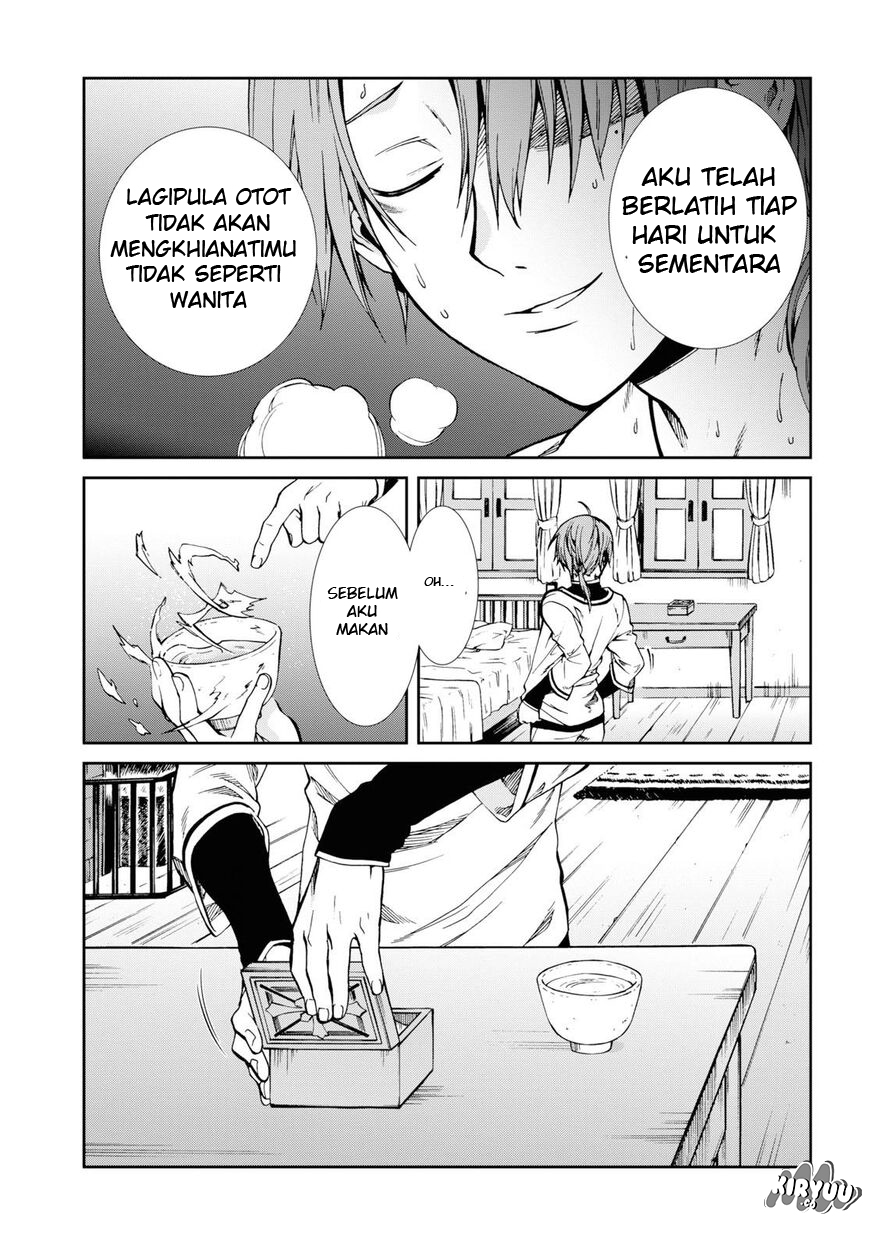 AKU TELAH
BERLATIH TIAP
HARI UNTUK
SEMENTARA
LAGIPULA OTOT
TIDAK AKAN
MENGKHIANATIMU
TIDAK SEPERTI
WANITA
OH...
SEBELUM
AKU
MAKAN
KIRYUU
.CO